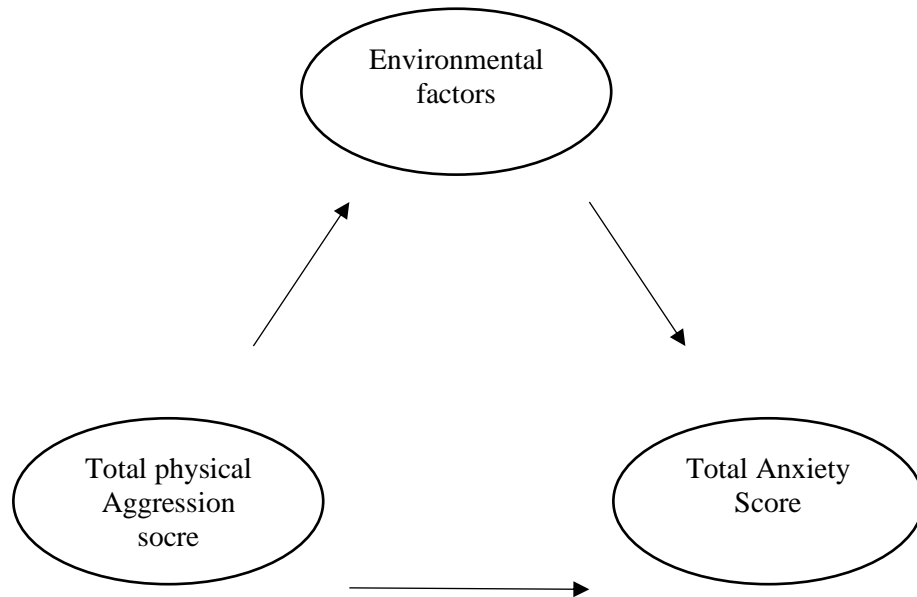 Environmental
factors
Total physical
Aggression
socre
Total Anxiety
Score